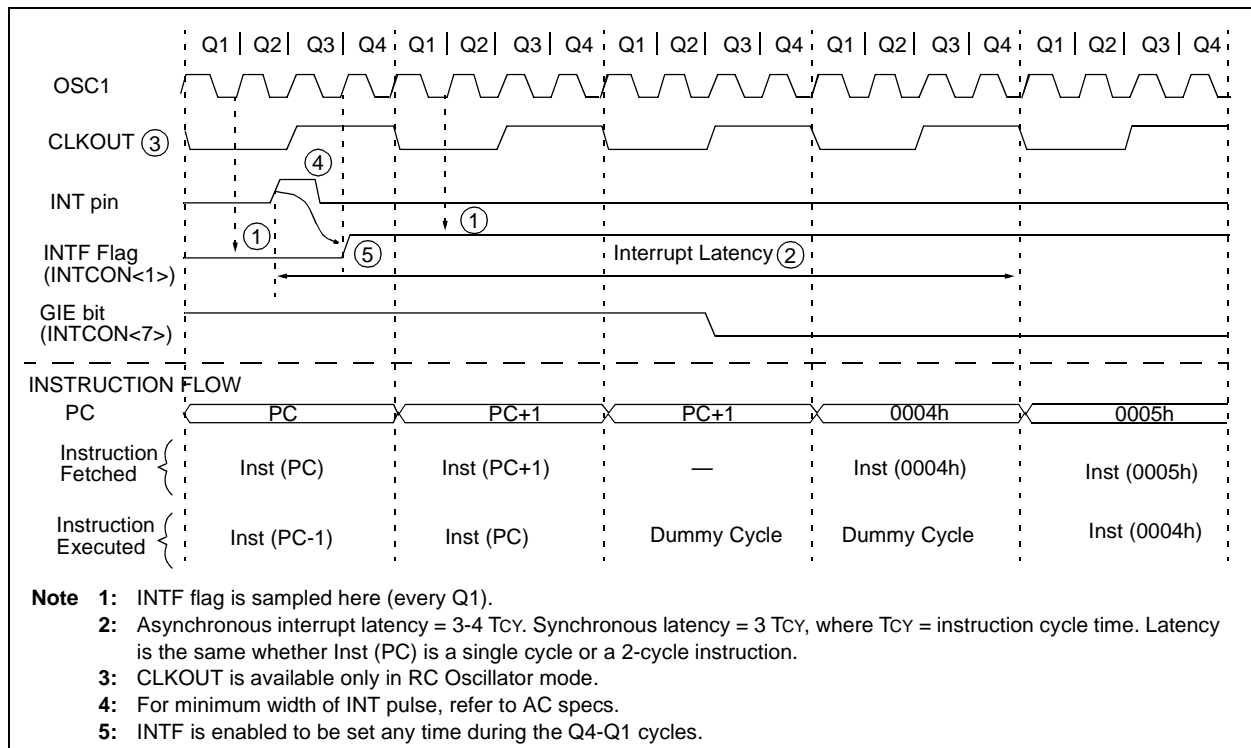 Q1 | Q2 | Q3 | Q4 Q1 | Q2 | Q3 | Q4 Q1 | Q2 | Q3 | Q4 Q1 | Q2 | Q3 | Q4 Q1 | Q2 | Q3 | Q4
OSC1
CLKOUT 3
4
INT pin
1
1
INTF Flag
(INTCON<1>)
5
Interrupt Latency 2
GIE bit
(INTCON<7>)
INSTRUCTION FLOW
PC PC PC+1 PC+1 0004h 0005h
Instruction
Fetched
Inst (PC) Inst (PC+1) — Inst (0004h) Inst (0005h)
Instruction
Executed
Inst (PC-1) Inst (PC) Dummy Cycle Dummy Cycle Inst (0004h)
Note 1: INTF flag is sampled here (every Q1).
2: Asynchronous interrupt latency = 3-4 TCY. Synchronous latency = 3 TCY, where TCY = instruction cycle time. Latency
is the same whether Inst (PC) is a single cycle or a 2-cycle instruction.
3: CLKOUT is available only in RC Oscillator mode.
4: For minimum width of INT pulse, refer to AC specs.
5: INTF is enabled to be set any time during the Q4-Q1 cycles.